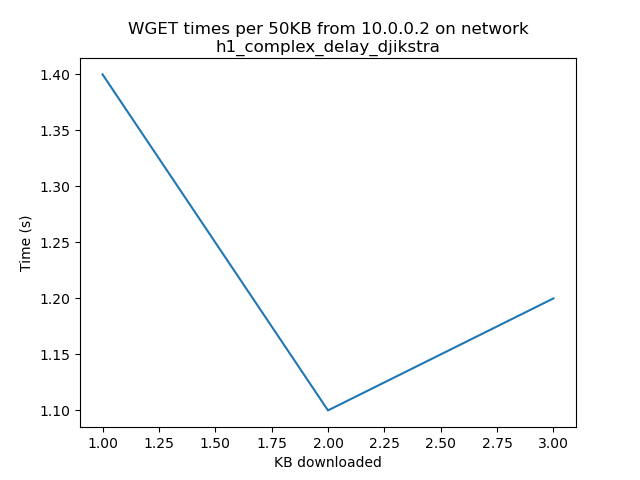 WGET times per 50KB from 10.0.0.2 on network
h1_complex_delay_djikstra
1.40
1.35
1.30
1.25
1.20
1.15
1.10
Time (s)
1.00 1.25 1.50 1.75 2.00 2.25 2.50 2.75 3.00
KB downloaded